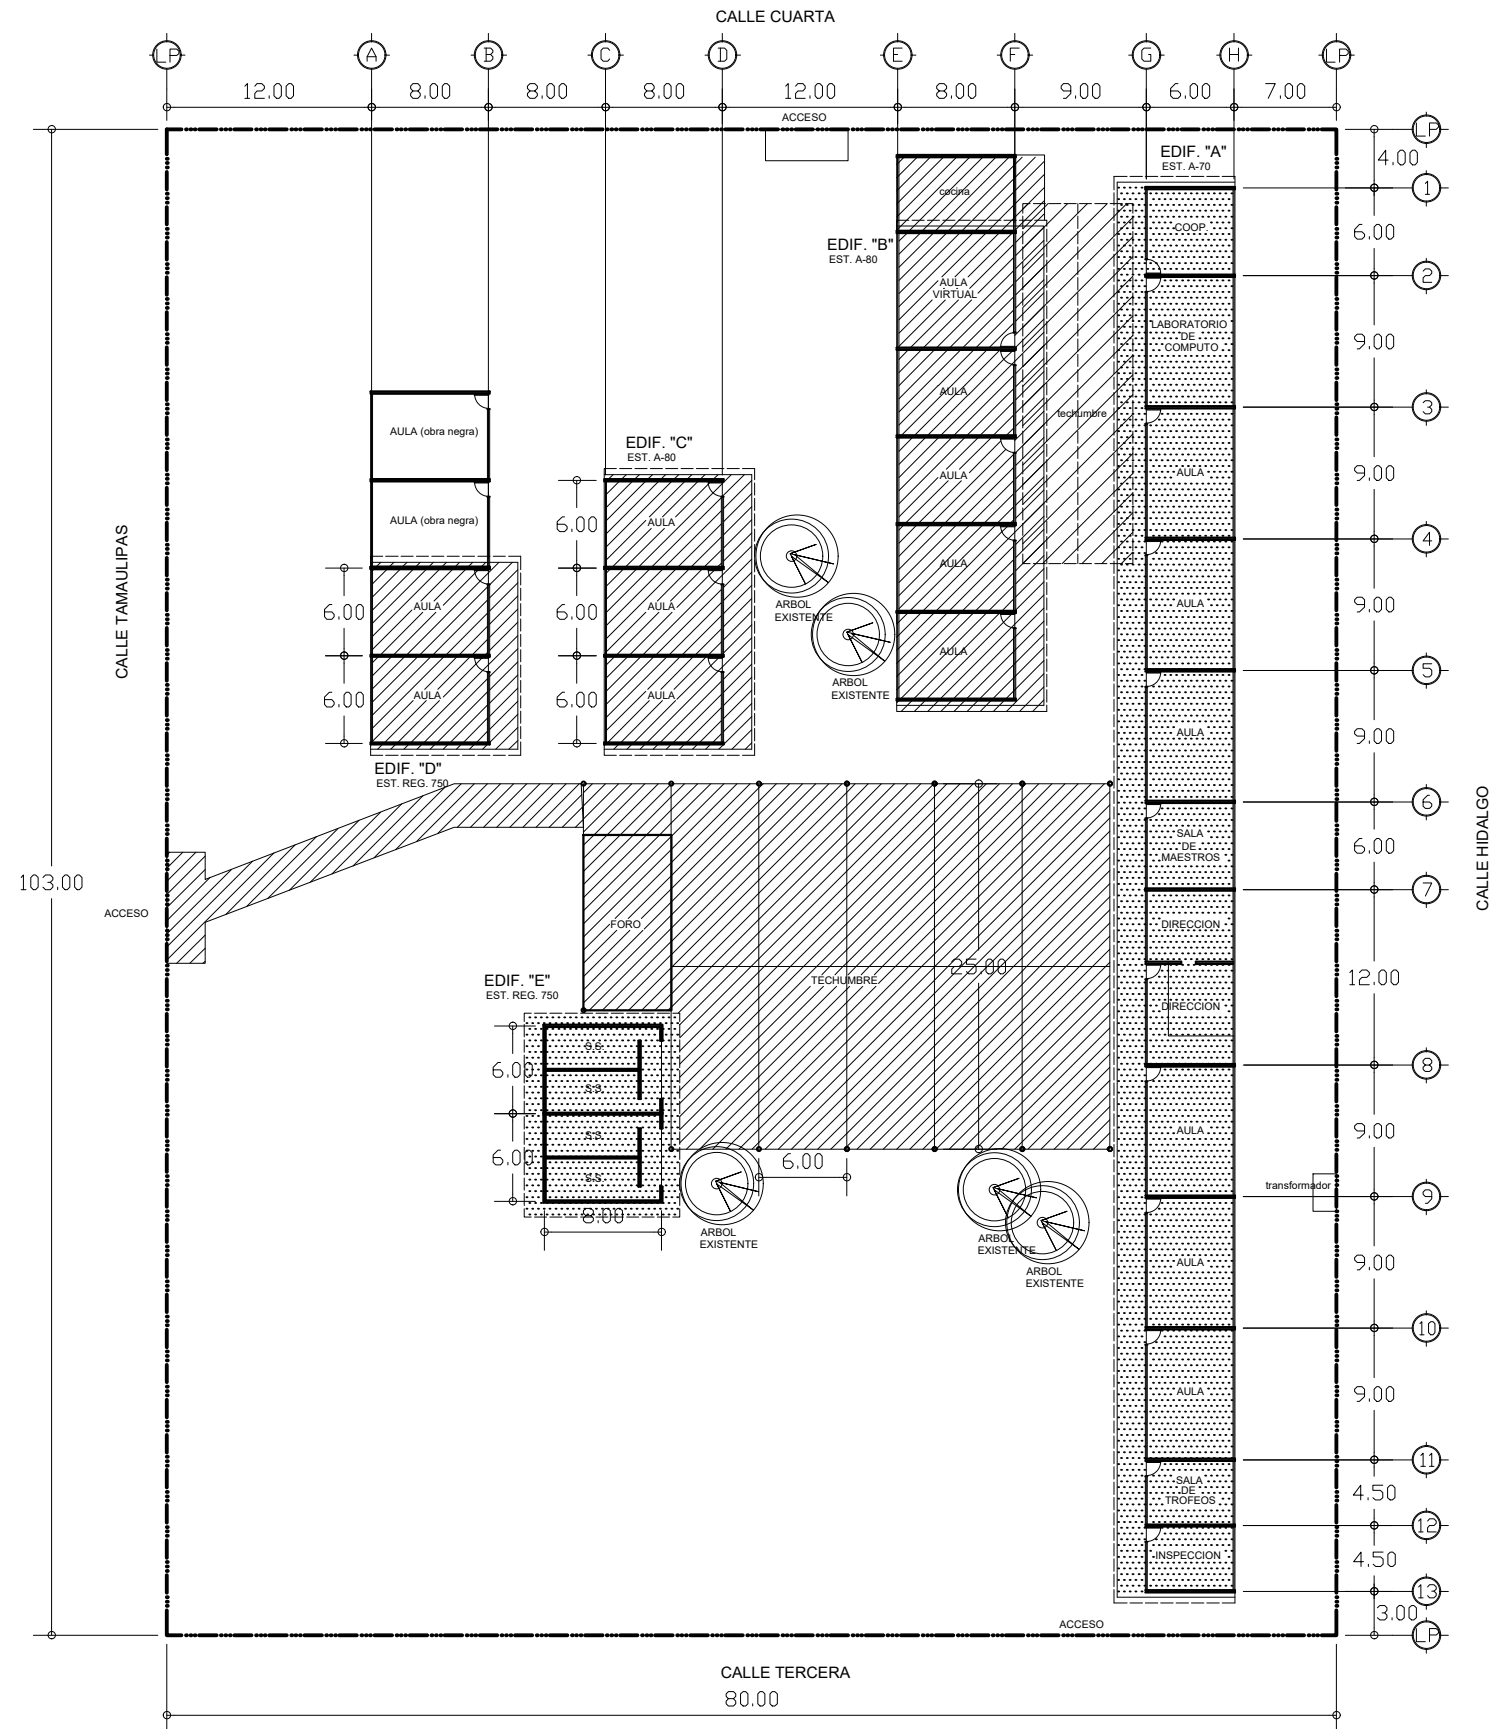 CALLE CUARTA
LP A B C D E F G H LP
12.00 8.00 8.00 8.00 12.00 8.00 9.00 6.00 7.00
ACCESO
LP
4.00
EDIF. "A"
EST. A-70
1
cocina
COOP.
6.00
EDIF. "B"
EST. A-80
2
AULA
VIRTUAL
LABORATORIO
DE
COMPUTO
9.00
AULA
3
techumbre
AULA (obra negra)
EDIF. "C"
EST. A-80
AULA
AULA
9.00
AULA (obra negra)
6.00
AULA
4
CALLE TAMAULIPAS
AULA
ARBOL
EXISTENTE
6.00
AULA
6.00
AULA
AULA
9.00
AULA
5
ARBOL
EXISTENTE
6.00
AULA
6.00
AULA
AULA
9.00
EDIF. "D"
EST. REG. 750
6
CALLE HIDALGO
SALA
DE
MAESTROS
6.00
103.00
7
ACCESO
FORO
DIRECCION
25.00
TECHUMBRE
12.00
EDIF. "E"
EST. REG. 750
DIRECCION
6.00
S.S.
S.S.
8
6.00
S.S.
S.S.
AULA
9.00
6.00
transformador
9
8.00
ARBOL
EXISTENTE
ARBOL
EXISTENTE
ARBOL
EXISTENTE
AULA
9.00
10
AULA
9.00
11
SALA
DE
TROFEOS
4.50
12
INSPECCION
4.50
13
3.00
ACCESO
LP
CALLE TERCERA
80.00